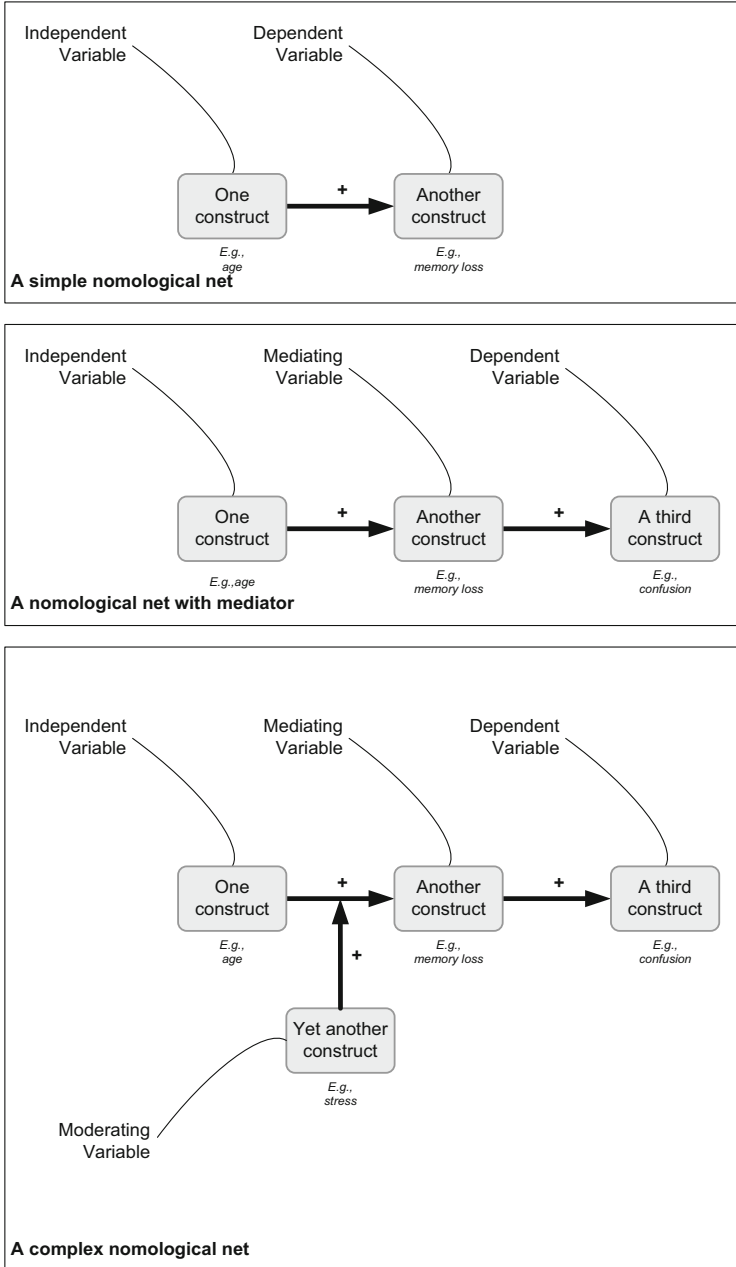 Independent
Variable
Dependent
Variable
One
construct
+
Another
construct
E.g.,
age
E.g.,
memory loss
A simple nomological net
Independent
Variable
Mediating
Variable
Dependent
Variable
One
construct
+
Another
construct
+
A third
construct
E.g.,age
E.g.,
memory loss
E.g.,
confusion
A nomological net with mediator
Independent
Variable
Mediating
Variable
Dependent
Variable
One
construct
+
Another
construct
+
A third
construct
E.g.,
age
E.g.,
memory loss
E.g.,
confusion
+
Yet another
construct
E.g.,
stress
Moderating
Variable
A complex nomological net